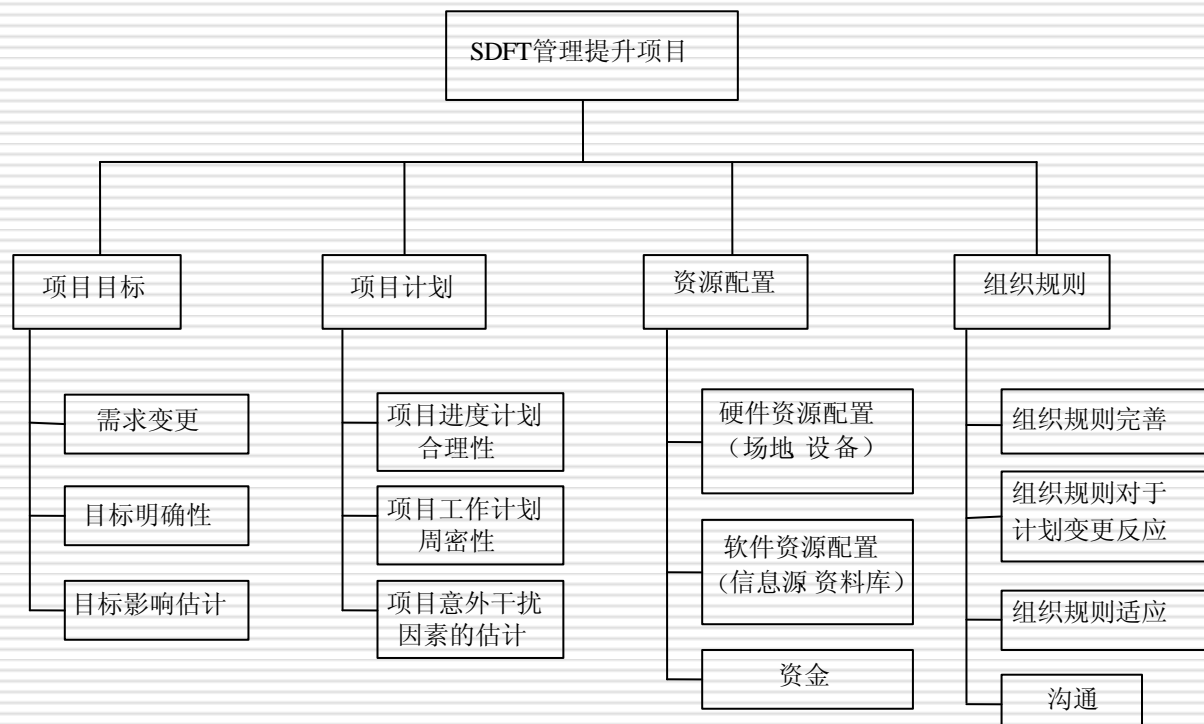 SDFT管理提升项目
项目目标
项目计划
资源配置
组织规则
需求变更
目标明确性
目标影响估计
项目进度计划
合理性
项目工作计划
周密性
项目意外干扰
因素的估计
硬件资源配置
（场地 设备）
软件资源配置
（信息源 资料库）
资金
组织规则完善
组织规则对于
计划变更反应
组织规则适应
沟通